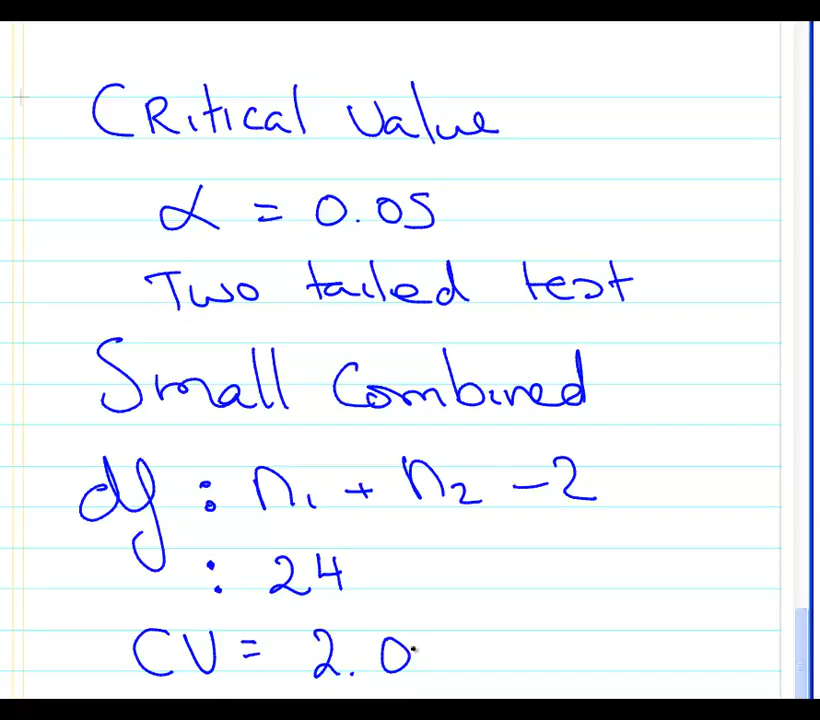 Critical Value
α = 0.05
Two tailed test
Small Combined
df : n₁ + n₂ - 2
: 24
CV = 2.0